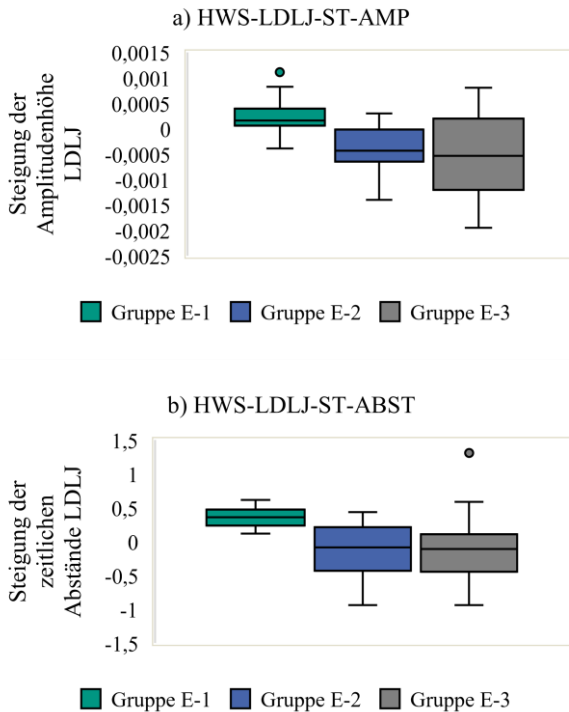 a) HWS-LDLJ-ST-AMP
Steigung der
Amplitudenhöhe
LDLJ
0,0015
0,001
0,0005
0
-0,0005
-0,001
-0,0015
-0,002
-0,0025
Gruppe E-1 Gruppe E-2 Gruppe E-3
b) HWS-LDLJ-ST-ABST
Steigung der
zeitlichen
Abstände LDLJ
1,5
1
0,5
0
-0,5
-1
-1,5
Gruppe E-1 Gruppe E-2 Gruppe E-3